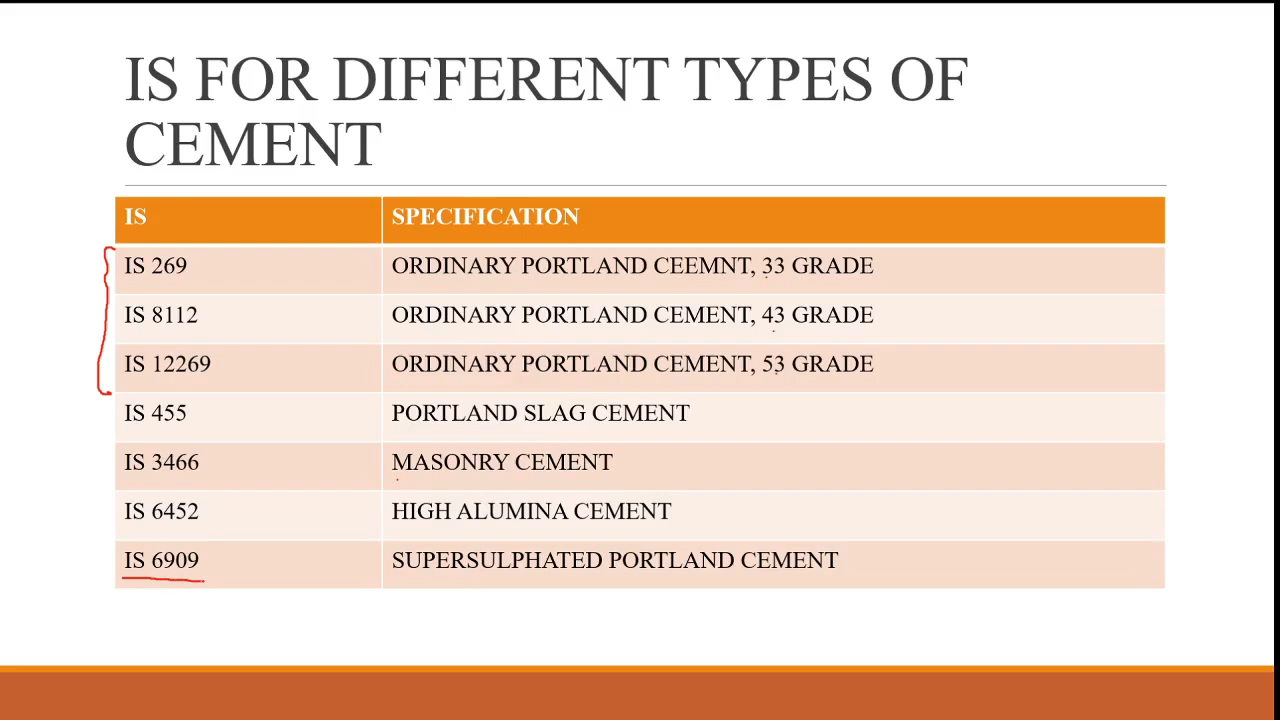 IS FOR DIFFERENT TYPES OF
CEMENT
IS SPECIFICATION
IS 269 ORDINARY PORTLAND CEEMNT, 33 GRADE
IS 8112 ORDINARY PORTLAND CEMENT, 43 GRADE
IS 12269 ORDINARY PORTLAND CEMENT, 53 GRADE
IS 455 PORTLAND SLAG CEMENT
IS 3466 MASONRY CEMENT
IS 6452 HIGH ALUMINA CEMENT
IS 6909 SUPERSULPHATED PORTLAND CEMENT